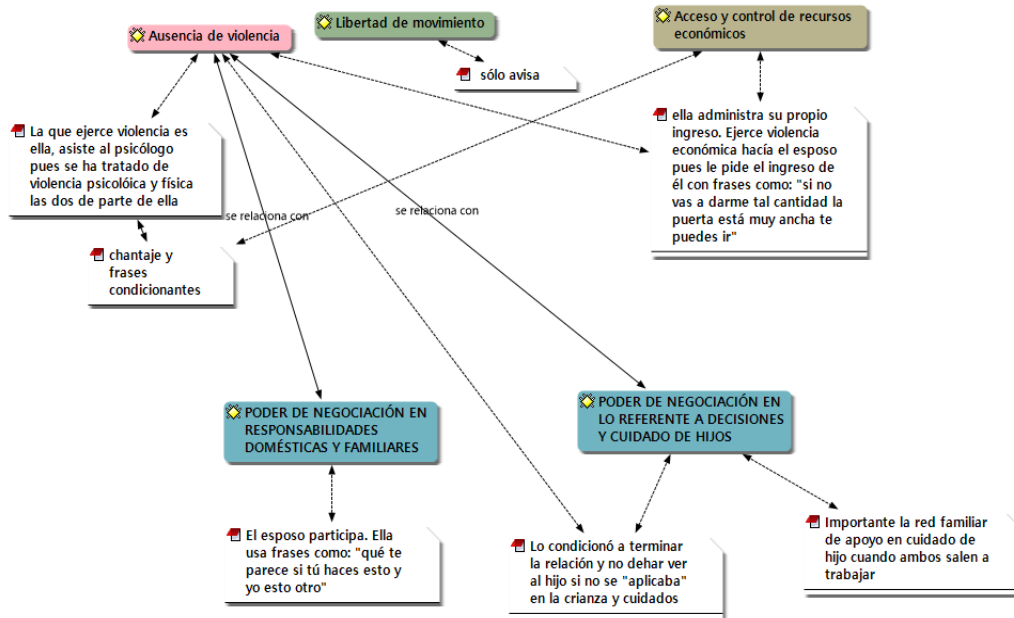 Ausencia de violencia
Libertad de movimiento
Acceso y control de recursos
económicos
sólo avisa
La que ejerce violencia es
ella, asiste al psicólogo
pues se ha tratado de
violencia psicolóica y física
las dos de parte de ella
ella administra su propio
ingreso. Ejerce violencia
económica hacía el esposo
pues le pide el ingreso de
él con frases como: "si no
vas a darme tal cantidad la
puerta está muy ancha te
puedes ir"
se relaciona con
se relaciona con
chantaje y
frases
condicionantes
PODER DE NEGOCIACIÓN EN
RESPONSABILIDADES
DOMÉSTICAS Y FAMILIARES
PODER DE NEGOCIACIÓN EN
LO REFERENTE A DECISIONES
Y CUIDADO DE HIJOS
El esposo participa. Ella
usa frases como: "qué te
parece si tú haces esto y
yo esto otro"
Lo condicionó a terminar
la relación y no dehar ver
al hijo si no se "aplicaba"
en la crianza y cuidados
Importante la red familiar
de apoyo en cuidado de
hijo cuando ambos salen a
trabajar